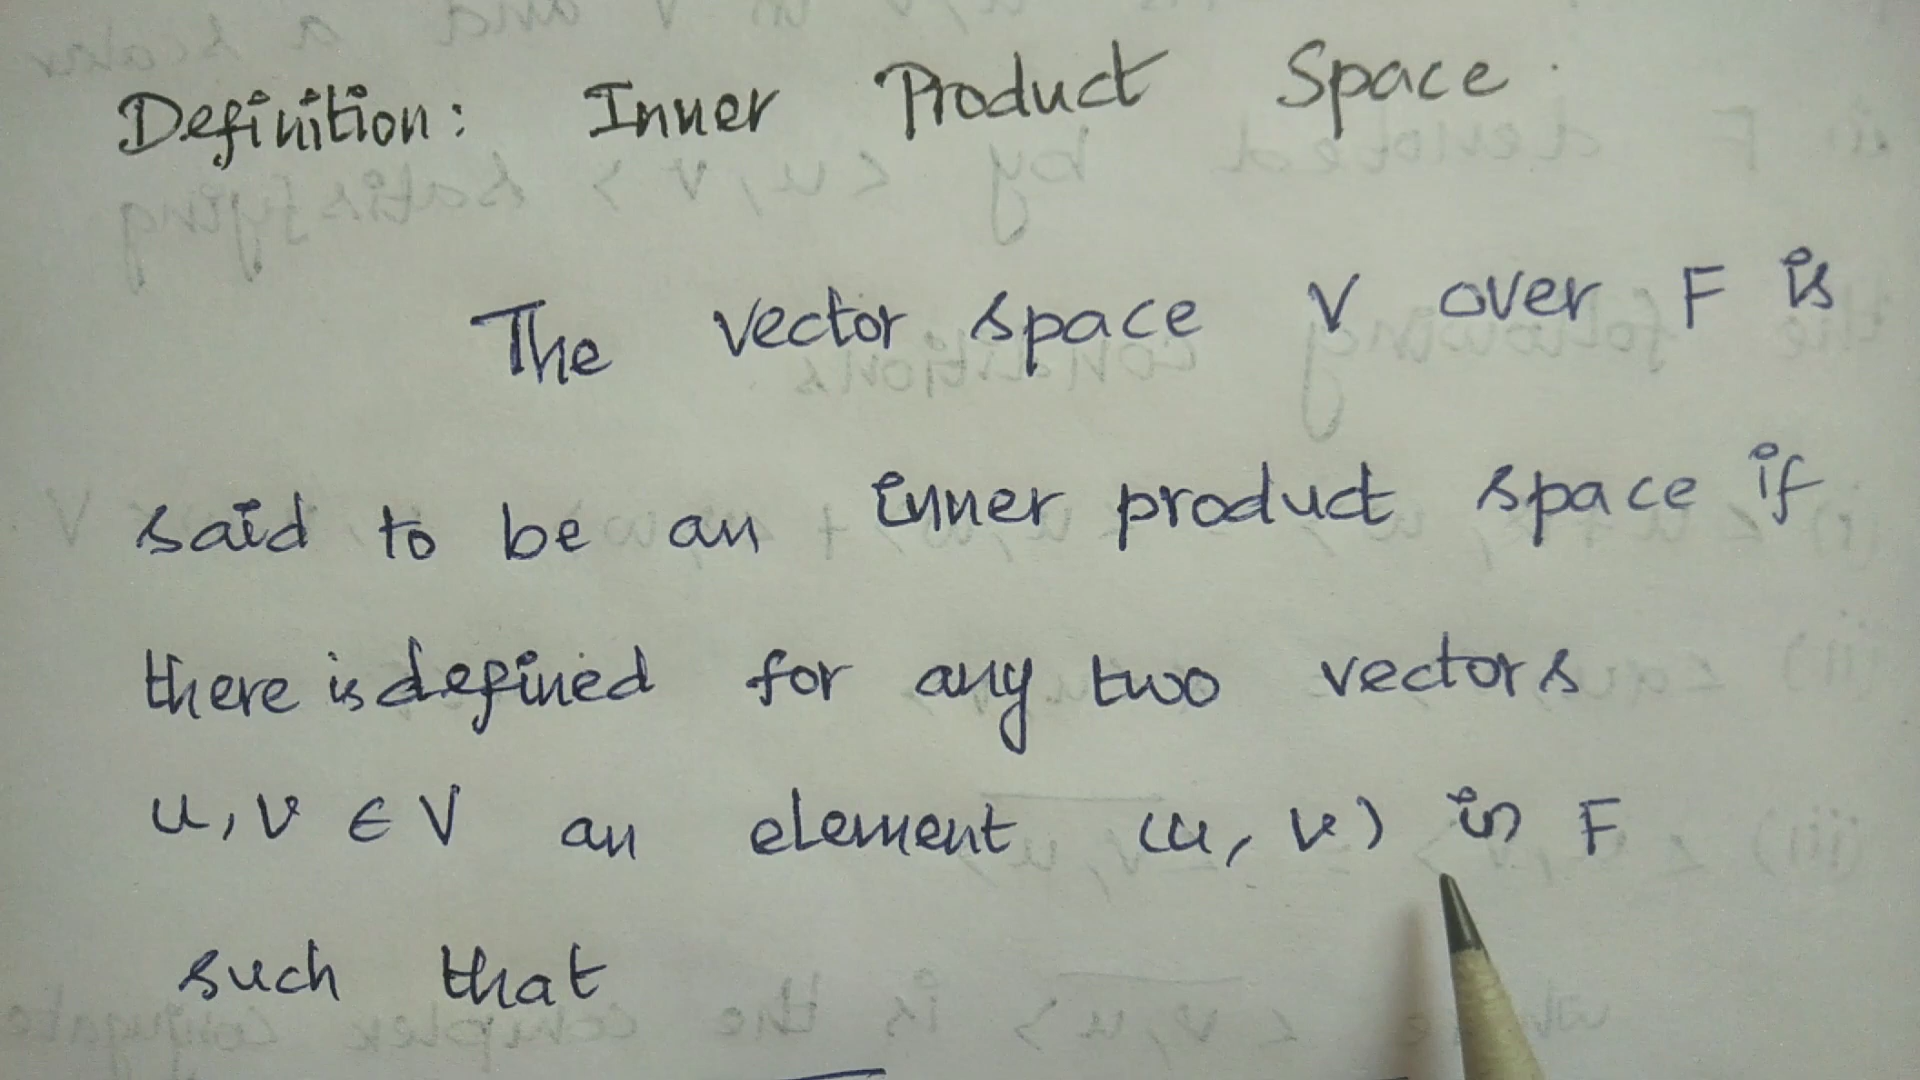 Definition: Inner Product Space.
The vector space V over F is
said to be an inner product space if
there is defined for any two vectors
u, v ∈ V an element (u, v) in F
such that